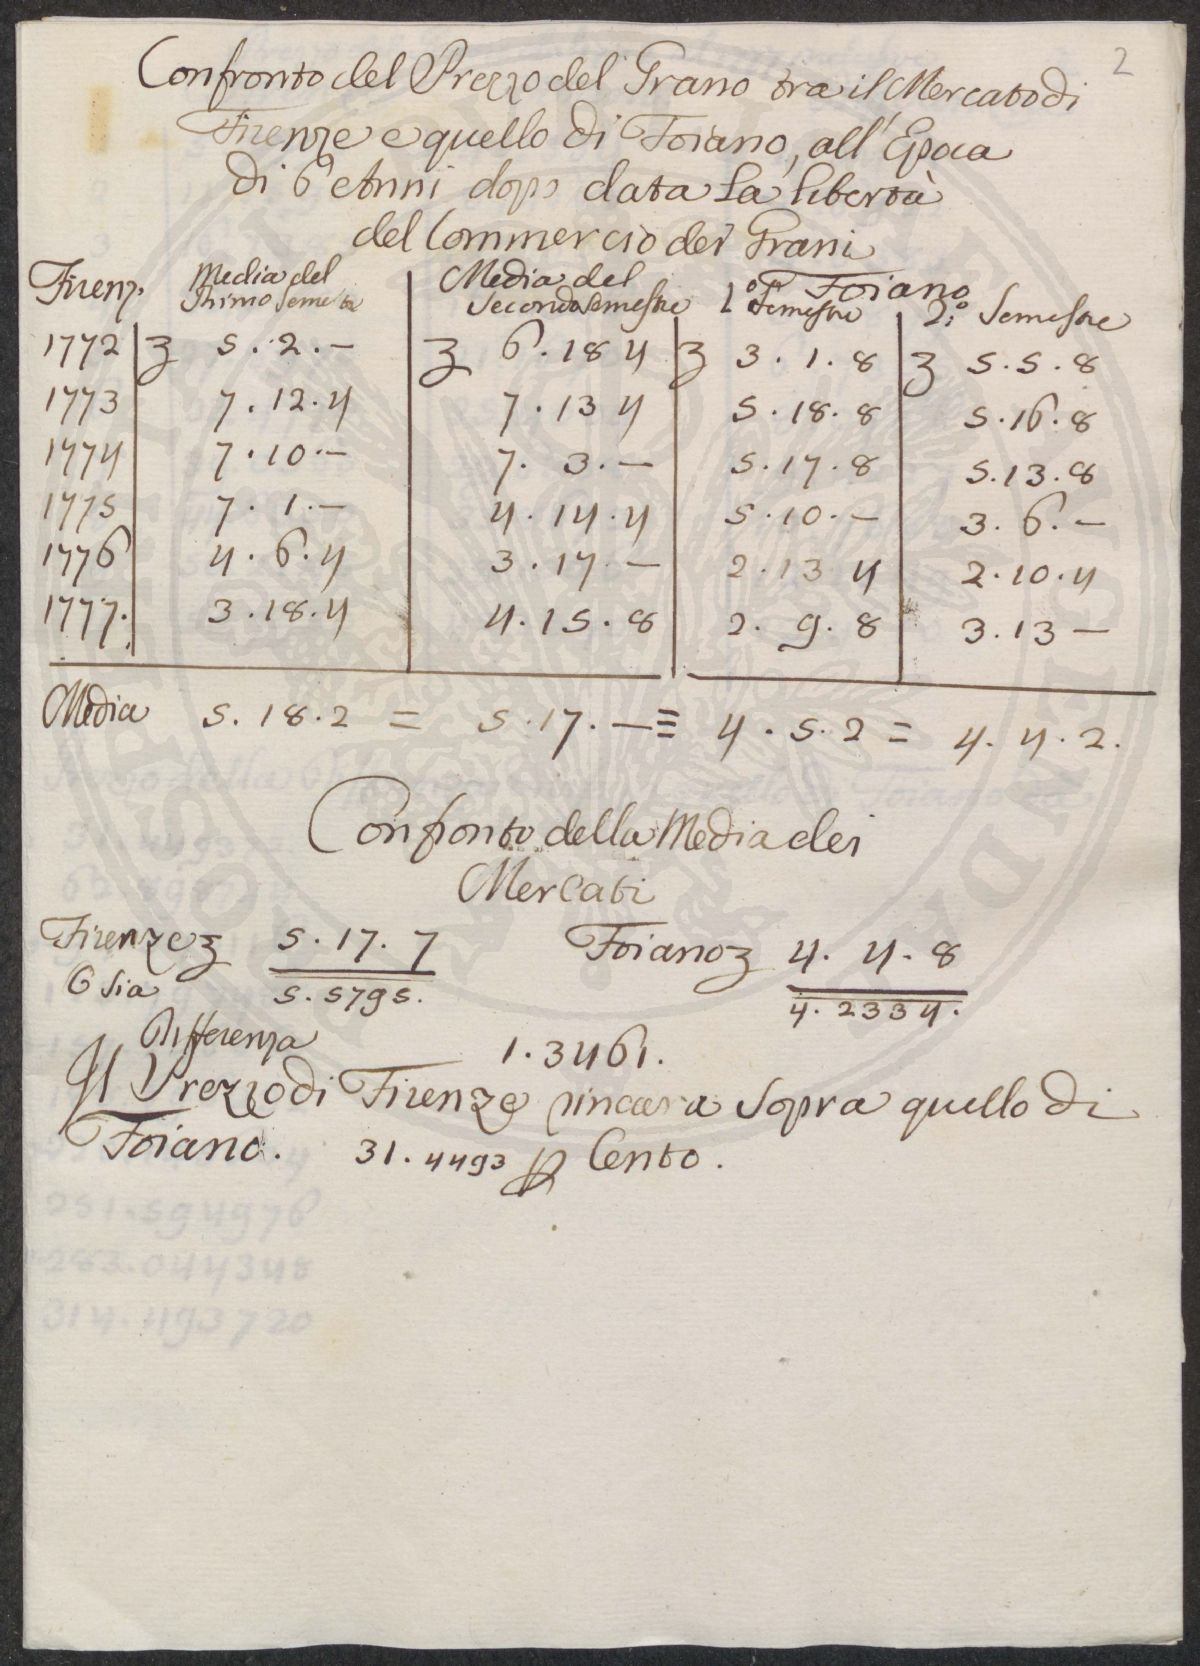 2
Confronto del Prezzo del Grano tra il Mercato di
Firenze e quello di Foiano, all' Epoca
di 6 Anni dopo data La libertà
del Commercio dei Grani
Firenz. Media del Primo Semestre Media del Secondo Semestre Foiano 1.º Semestre 2.º Semestre
1772 ʒ 5.2.— ʒ 6.18 4 ʒ 3.1.8 ʒ 5.5.8
1773 7.12.4 7.13 4 5.18.8 5.16.8
1774 7.10.— 7.3.— 5.17.8 5.13.8
1775 7.1.— 4.14.4 5.10.— 3.6.—
1776 4.6.4 3.17.— 2.13 4 2.10.4
1777. 3.18.4 4.15.8 2.9.8 3.13—
Media 5.18.2 = 5.17.—≡ 4.5.2 = 4.4.2.
Confronto della Media dei
Mercati
Firenze ʒ 5.17.7 Foiano ʒ 4.4.8
O sia 5.5795. 4.2334.
Differenza 1.3461.
Il Prezzo di Firenze rincara Sopra quello di
Foiano. 31.4493 p Cento.
251.594976
283.044348
314.493720